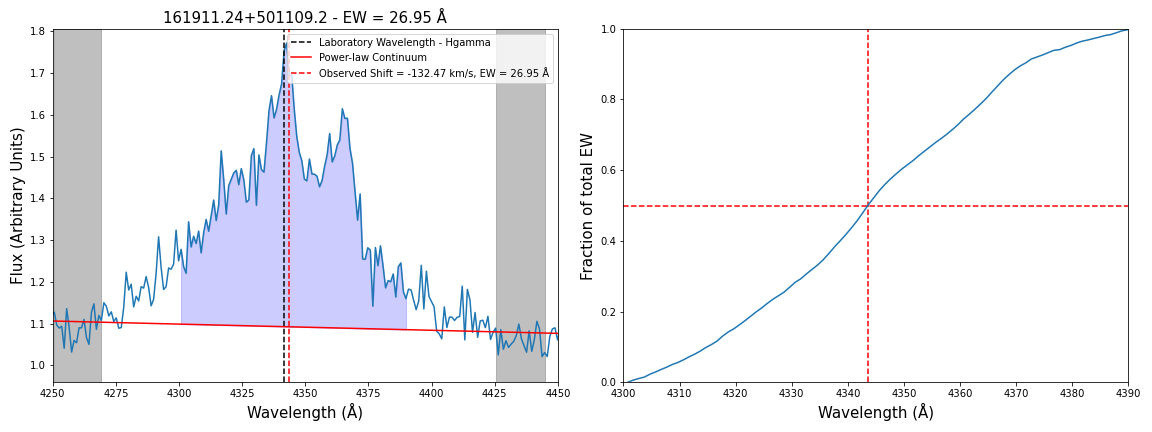 161911.24+501109.2 - EW = 26.95 Å
Laboratory Wavelength - Hgamma
Power-law Continuum
Observed Shift = -132.47 km/s, EW = 26.95 Å
Flux (Arbitrary Units)
1.8
1.7
1.6
1.5
1.4
1.3
1.2
1.1
1.0
4250 4275 4300 4325 4350 4375 4400 4425 4450
Wavelength (Å)
Fraction of total EW
1.0
0.8
0.6
0.4
0.2
0.0
4300 4310 4320 4330 4340 4350 4360 4370 4380 4390
Wavelength (Å)